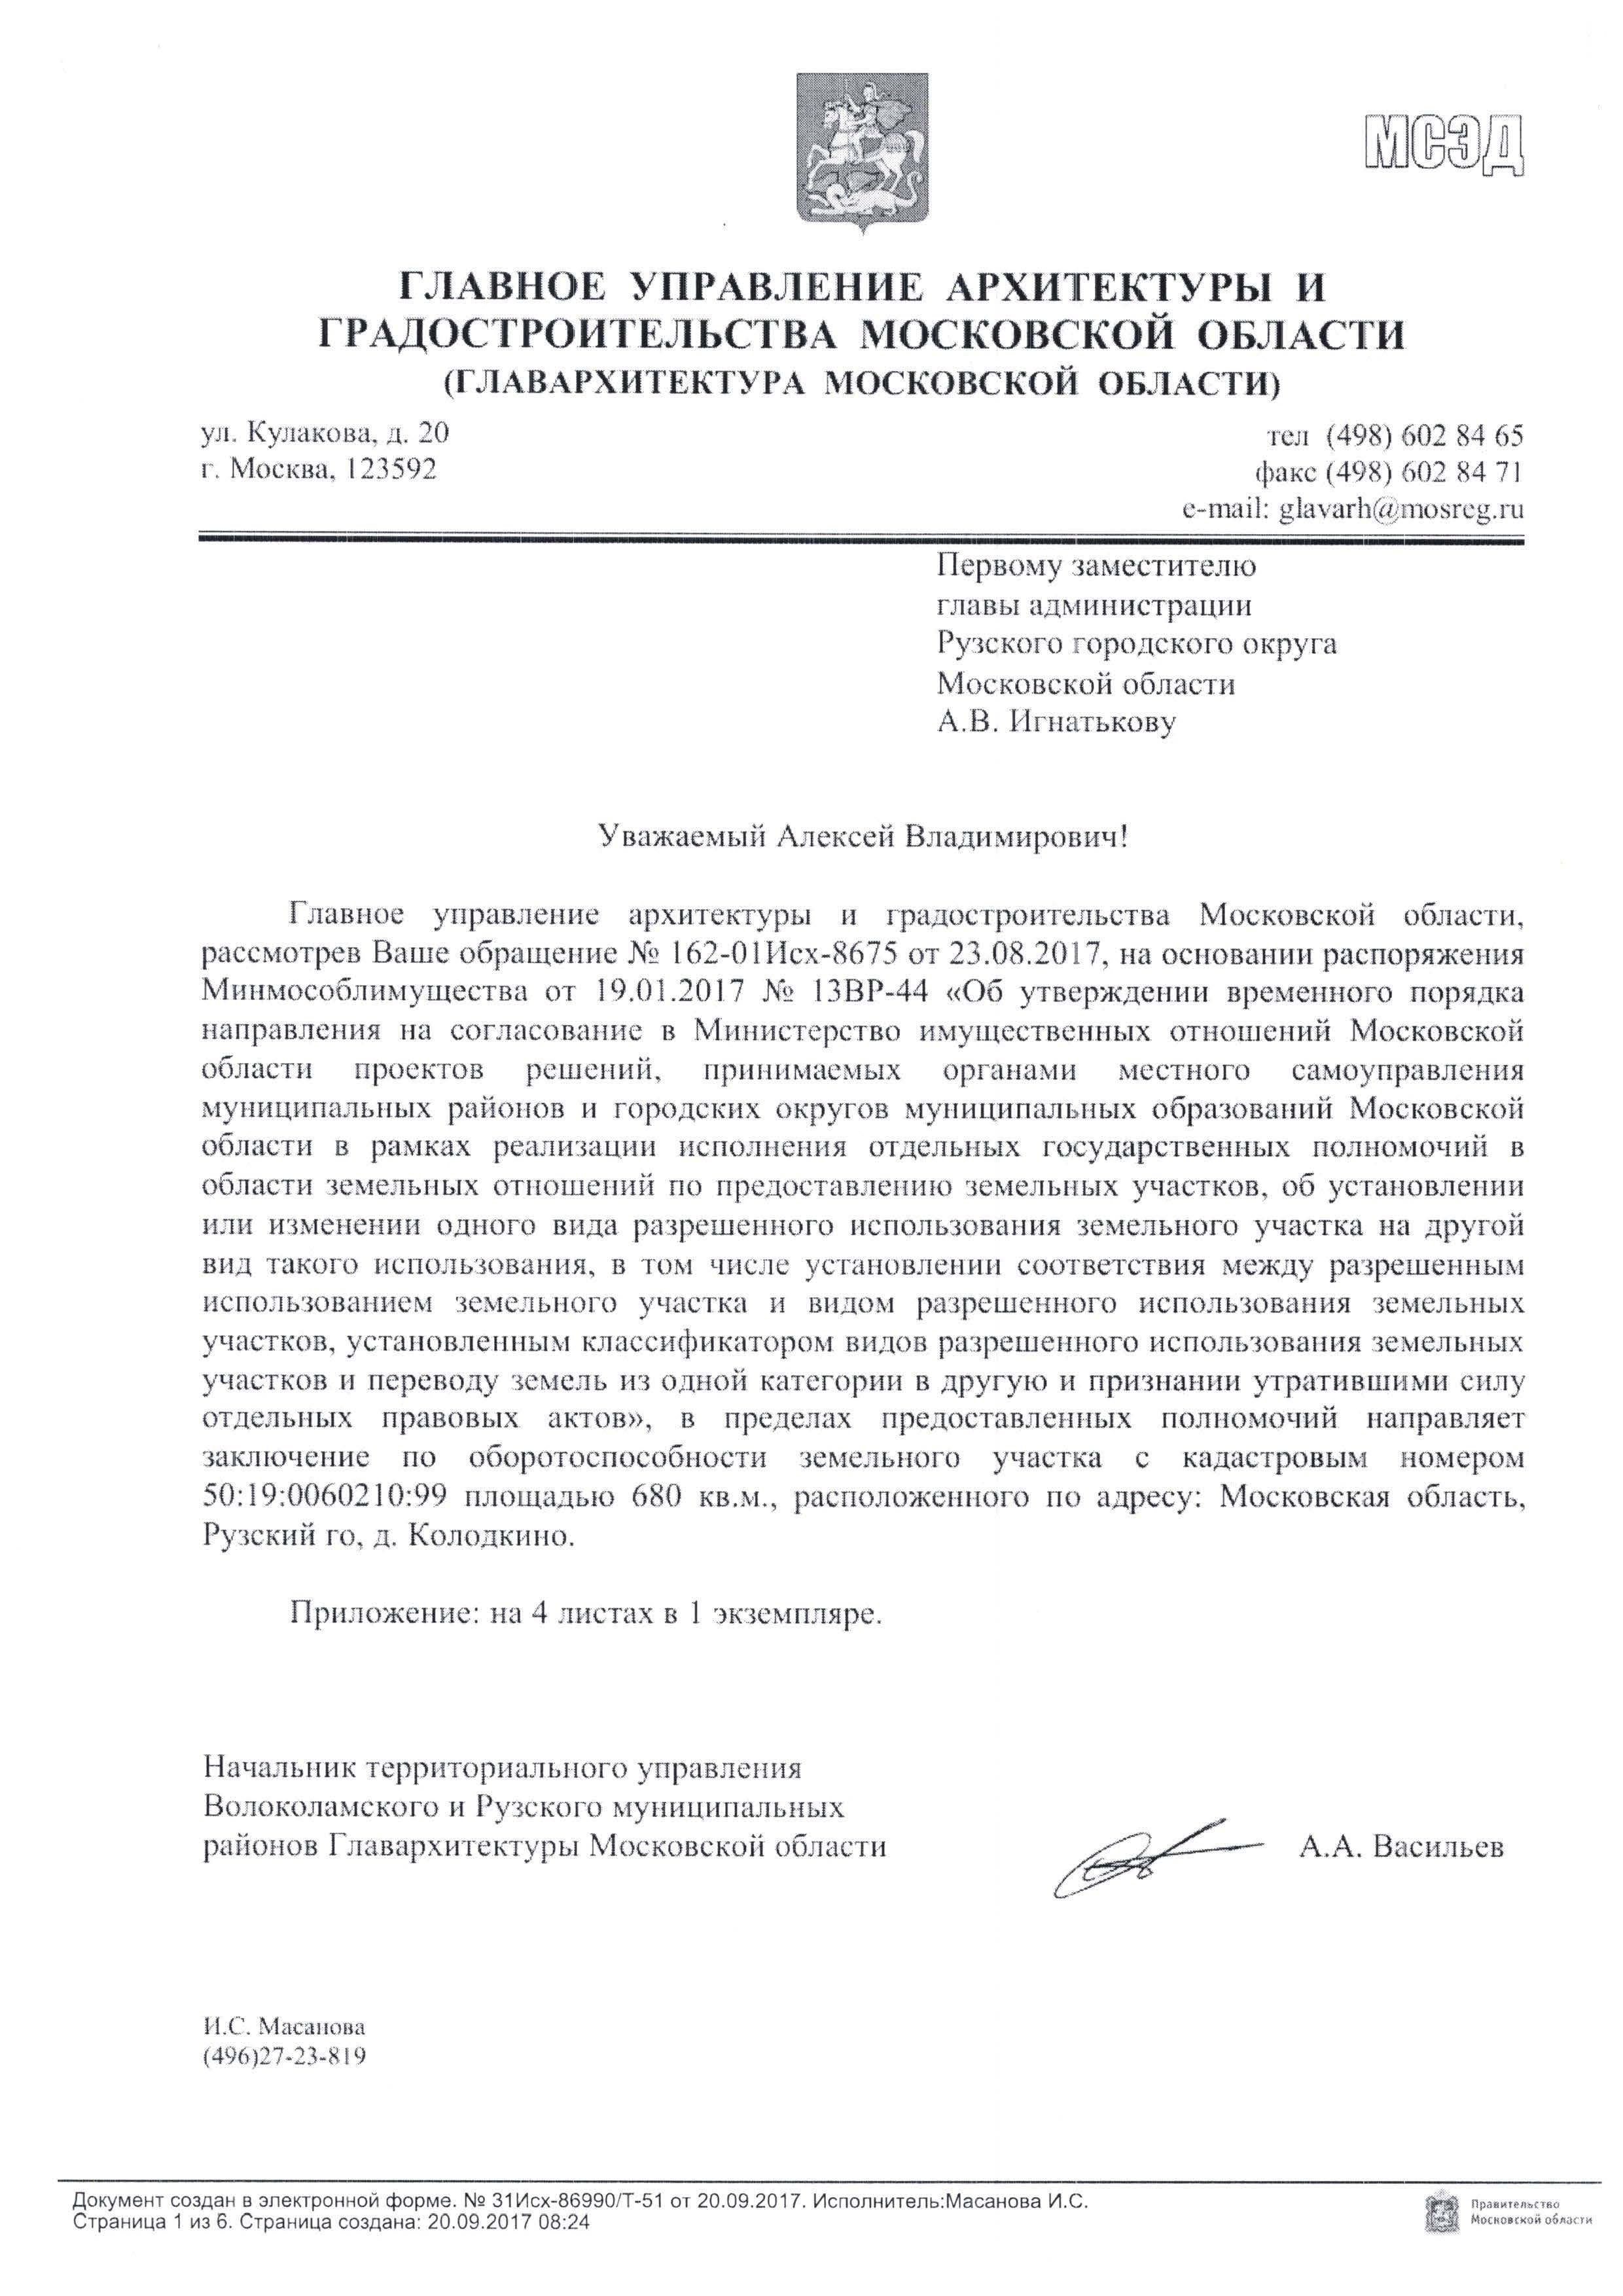 МСЭД
ГЛАВНОЕ УПРАВЛЕНИЕ АРХИТЕКТУРЫ И
ГРАДОСТРОИТЕЛЬСТВА МОСКОВСКОЙ ОБЛАСТИ
(ГЛАВАРХИТЕКТУРА МОСКОВСКОЙ ОБЛАСТИ)
ул. Кулакова, д. 20
г. Москва, 123592
тел (498) 602 84 65
факс (498) 602 84 71
e-mail: glavarh@mosreg.ru
Первому заместителю
главы администрации
Рузского городского округа
Московской области
А.В. Игнатькову
Уважаемый Алексей Владимирович!
Главное управление архитектуры и градостроительства Московской области,
рассмотрев Ваше обращение № 162-01Исх-8675 от 23.08.2017, на основании распоряжения
Минмособлимущества от 19.01.2017 № 13ВР-44 «Об утверждении временного порядка
направления на согласование в Министерство имущественных отношений Московской
области проектов решений, принимаемых органами местного самоуправления
муниципальных районов и городских округов муниципальных образований Московской
области в рамках реализации исполнения отдельных государственных полномочий в
области земельных отношений по предоставлению земельных участков, об установлении
или изменении одного вида разрешенного использования земельного участка на другой
вид такого использования, в том числе установлении соответствия между разрешенным
использованием земельного участка и видом разрешенного использования земельных
участков, установленным классификатором видов разрешенного использования земельных
участков и переводу земель из одной категории в другую и признании утратившими силу
отдельных правовых актов», в пределах предоставленных полномочий направляет
заключение по оборотоспособности земельного участка с кадастровым номером
50:19:0060210:99 площадью 680 кв.м., расположенного по адресу: Московская область,
Рузский го, д. Колодкино.
Приложение: на 4 листах в 1 экземпляре.
Начальник территориального управления
Волоколамского и Рузского муниципальных
районов Главархитектуры Московской области
А.А. Васильев
И.С. Масанова
(496)27-23-819
Документ создан в электронной форме. № 31Исх-86990/Т-51 от 20.09.2017. Исполнитель:Масанова И.С.
Страница 1 из 6. Страница создана: 20.09.2017 08:24
Правительство
Московской области